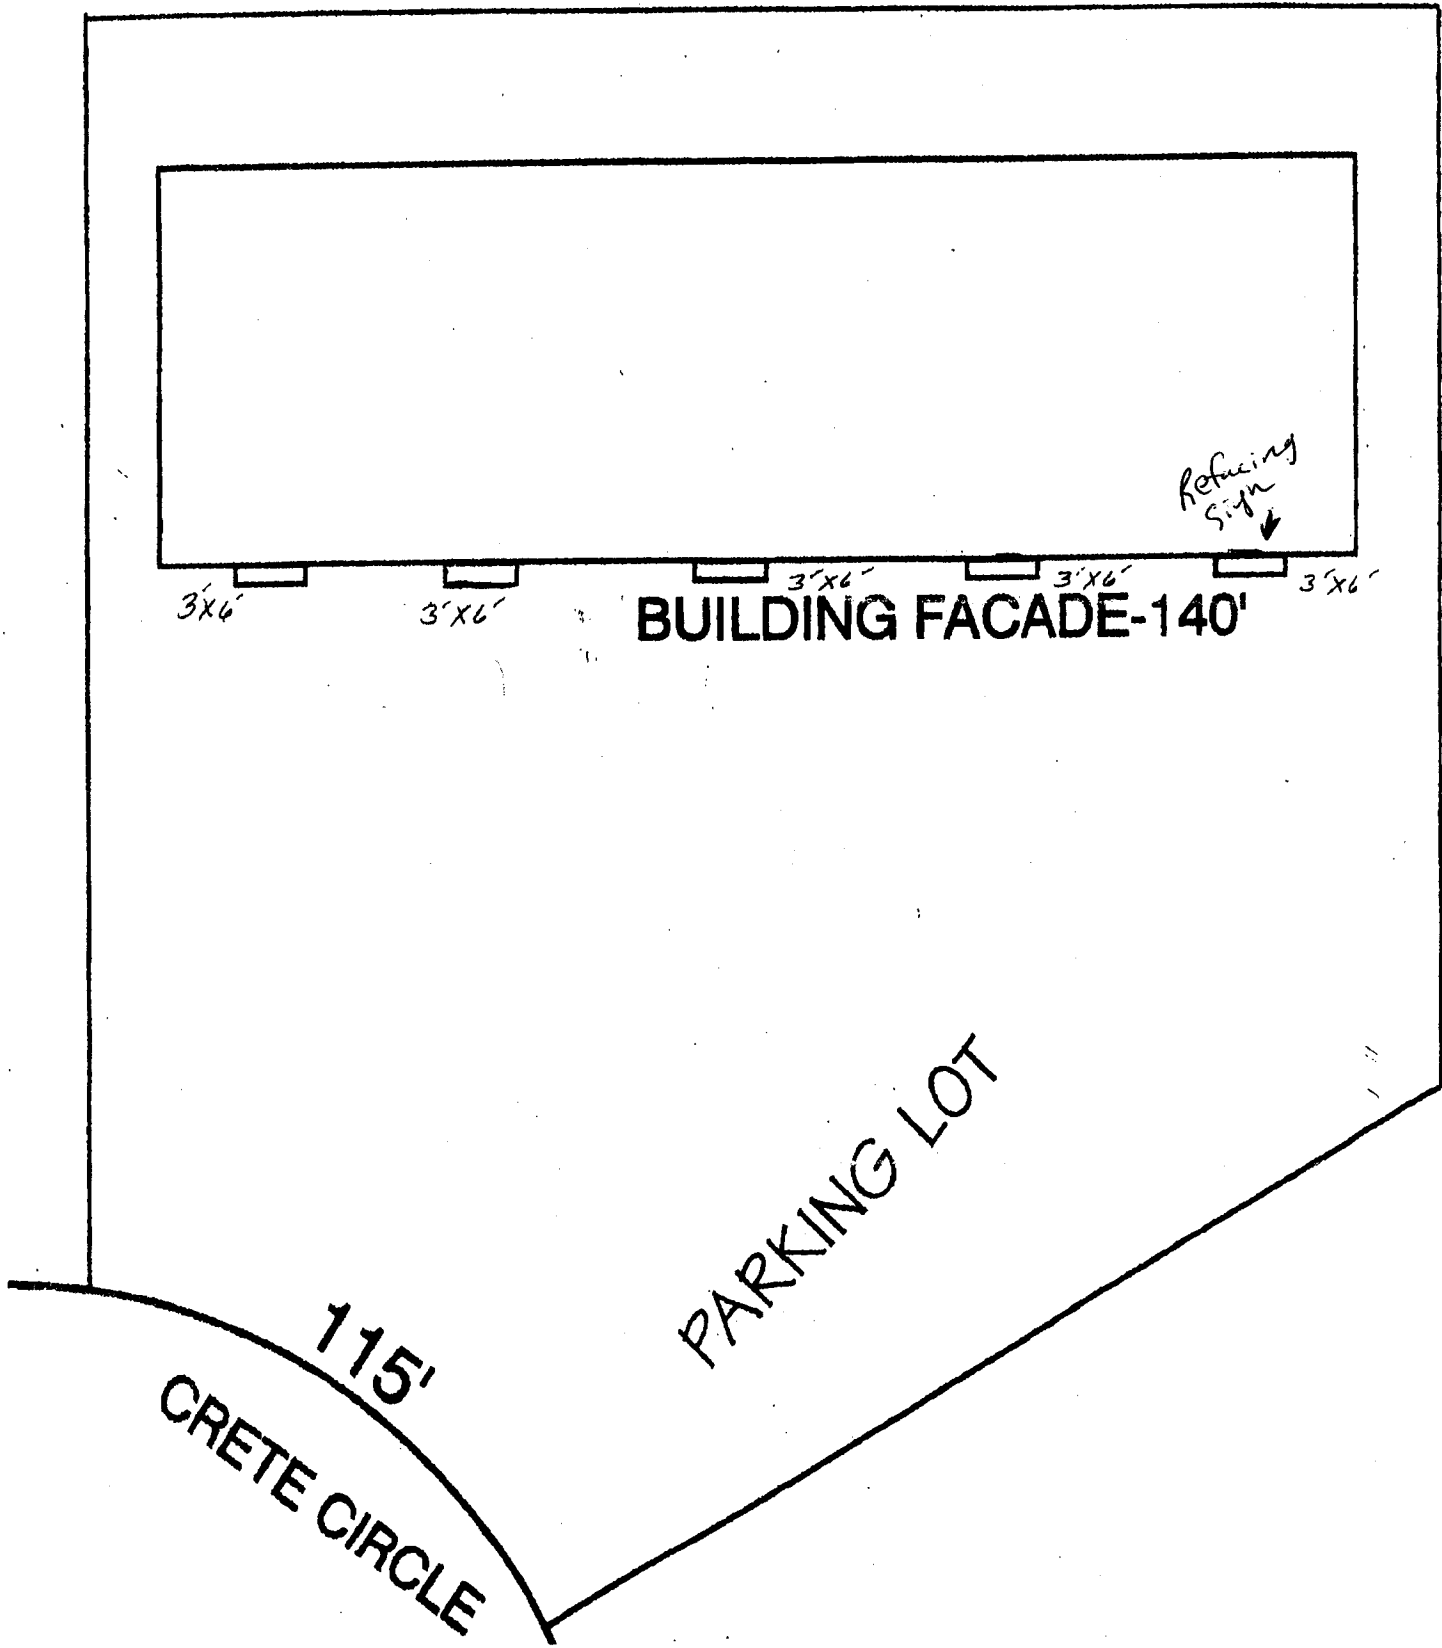 Refacing
Sign
3'X6'
3'X6'
3'X6'
3'X6'
3'X6'
BUILDING FACADE-140'
PARKING LOT
115'
CRETE CIRCLE